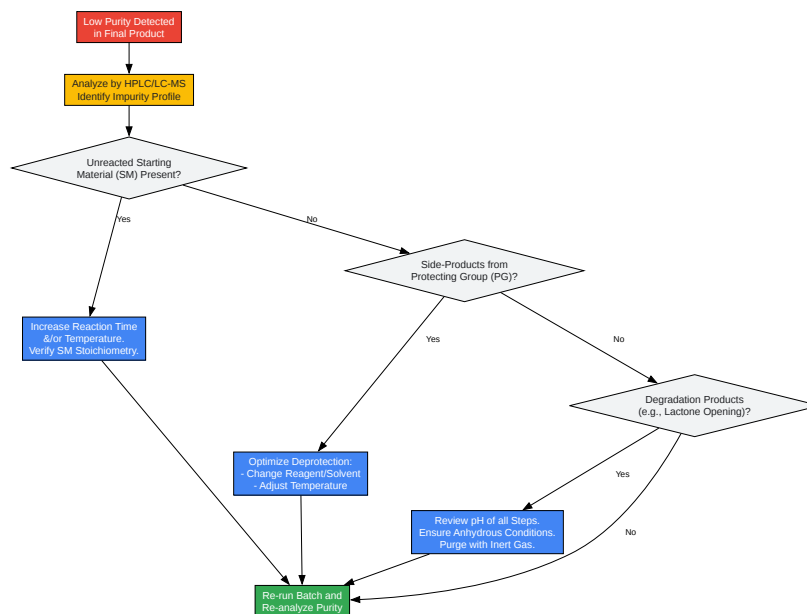 Low Purity Detected
in Final Product
Analyze by HPLC/LC-MS
Identify Impurity Profile
Unreacted Starting
Material (SM) Present?
Yes
No
Side-Products from
Protecting Group (PG)?
Increase Reaction Time
&/or Temperature.
Verify SM Stoichiometry.
Yes
No
Degradation Products
(e.g., Lactone Opening)?
Optimize Deprotection:
- Change Reagent/Solvent
- Adjust Temperature
Yes
Review pH of all Steps.
Ensure Anhydrous Conditions.
Purge with Inert Gas.
No
Re-run Batch and
Re-analyze Purity